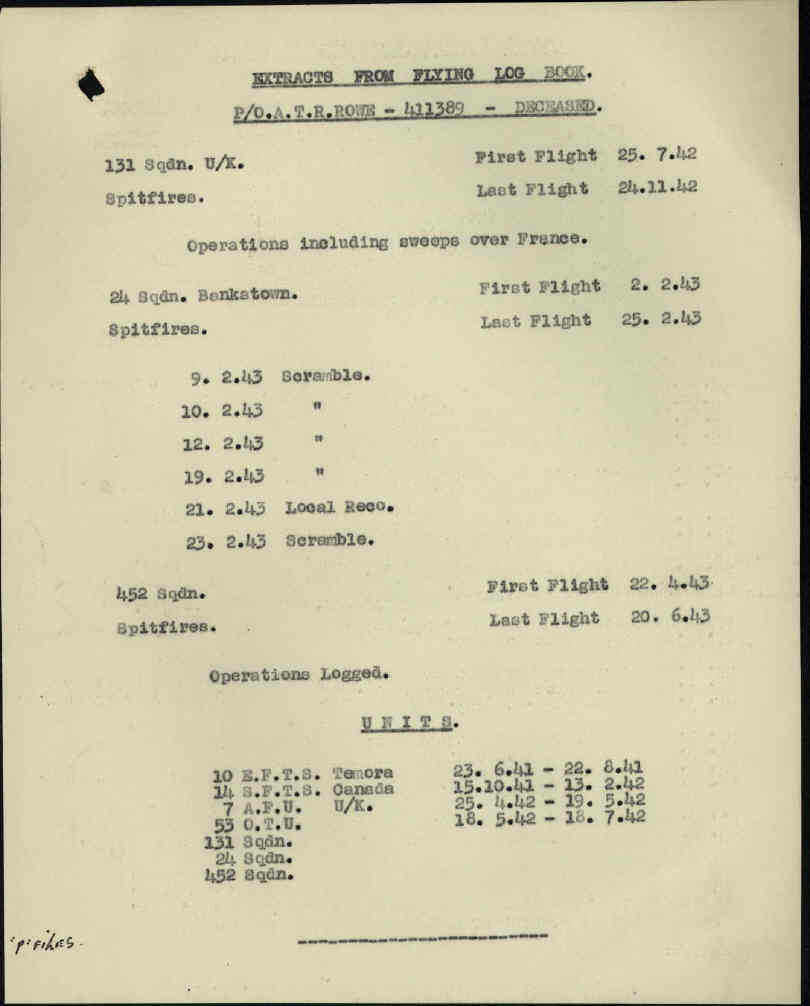 EXTRACTS FROM FLYING LOG BOOK.
P/O.A.T.R.ROWE - 411389 - DECEASED.
131 Sqdn. U/K. First Flight 25. 7.42
Spitfires. Last Flight 24.11.42
Operations including sweeps over France.
24 Sqdn. Bankstown. First Flight 2. 2.43
Spitfires. Last Flight 25. 2.43
9. 2.43 Scramble.
10. 2.43 "
12. 2.43 "
19. 2.43 "
21. 2.43 Local Reco.
23. 2.43 Scramble.
452 Sqdn. First Flight 22. 4.43
Spitfires. Last Flight 20. 6.43
Operations Logged.
U N I T S.
10 E.F.T.S. Temora 23. 6.41 - 22. 8.41
14 S.F.T.S. Canada 15.10.41 - 13. 2.42
7 A.F.U. U/K. 25. 4.42 - 19. 5.42
53 O.T.U. 18. 5.42 - 18. 7.42
131 Sqdn.
24 Sqdn.
452 Sqdn.
'P' FILES.